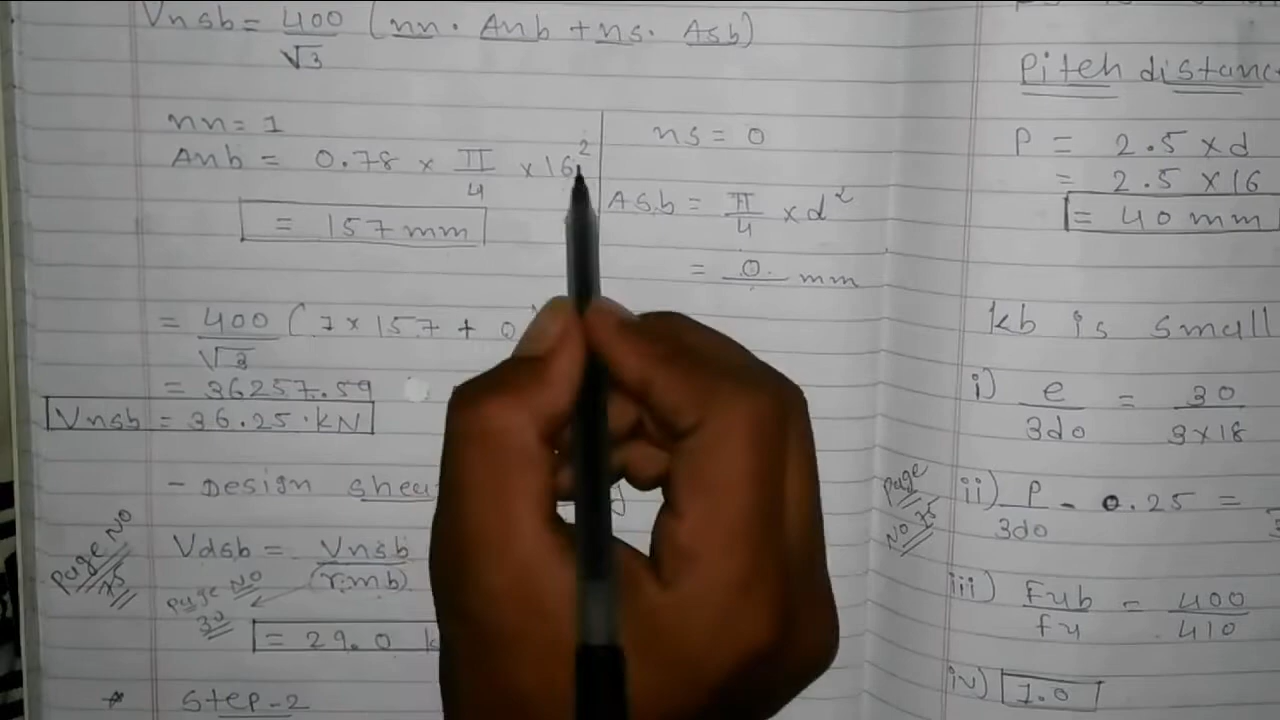 Vnsb = 400/√3 (nn. Anb + ns. Asb)
nn = 1
Anb = 0.78 × π/4 × 16²
= 157 mm
ns = 0
Asb = π/4 × d²
= 0. mm
= 400/√3 (1 × 157 + 0
= 36257.59
Vnsb = 36.25 kN
- Design shea
Page No 75
Vdsb = Vnsb/(rmb)
Page No 30
= 29.0 k
* Step-2
Pitch distanc
P = 2.5 × d
= 2.5 × 16
= 40 mm
kb is small
i) e/3do = 30/3×18
Page No 75
ii) P/3do - 0.25 =
iii) Fub/fu = 400/410
iv) 1.0